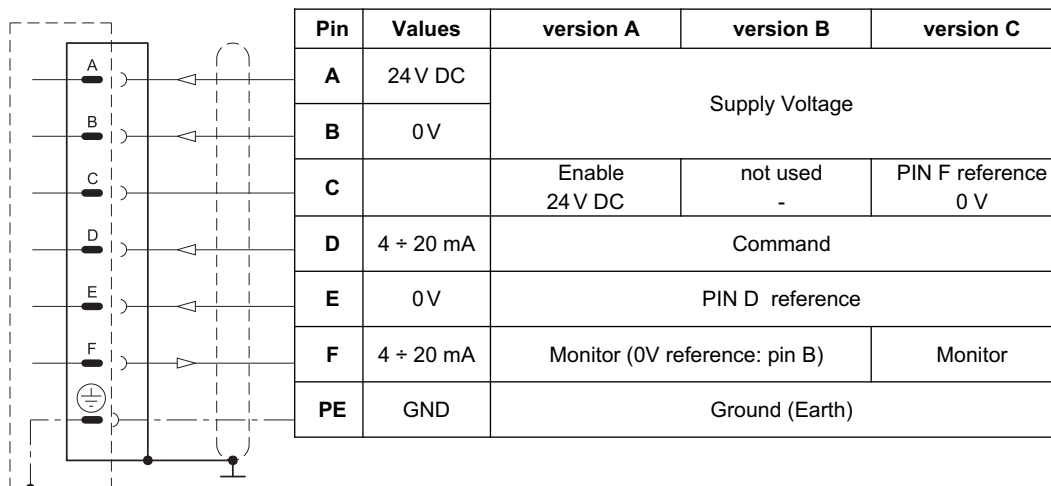 Pin Values version A version B version C
A A 24 V DC Supply Voltage
B B 0 V
C C Enable not used PIN F reference
24 V DC - 0 V
D D 4 ÷ 20 mA Command
E E 0 V PIN D reference
F F 4 ÷ 20 mA Monitor (0V reference: pin B) Monitor
PE GND Ground (Earth)